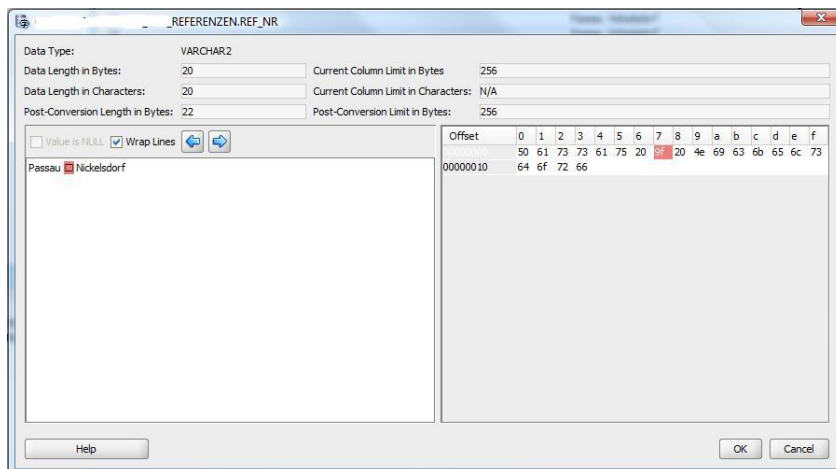 _ _REFERENZEN.REF_NR
Data Type: VARCHAR2
Data Length in Bytes: 20 Current Column Limit in Bytes 256
Data Length in Characters: 20 Current Column Limit in Characters: N/A
Post-Conversion Length in Bytes: 22 Post-Conversion Limit in Bytes: 256
Value is NULL Wrap Lines
Passau □ Nickelsdorf
Offset 0 1 2 3 4 5 6 7 8 9 a b c d e f
00000000 50 61 73 73 61 75 20 9f 20 4e 69 63 6b 65 6c 73
00000010 64 6f 72 66
Help OK Cancel